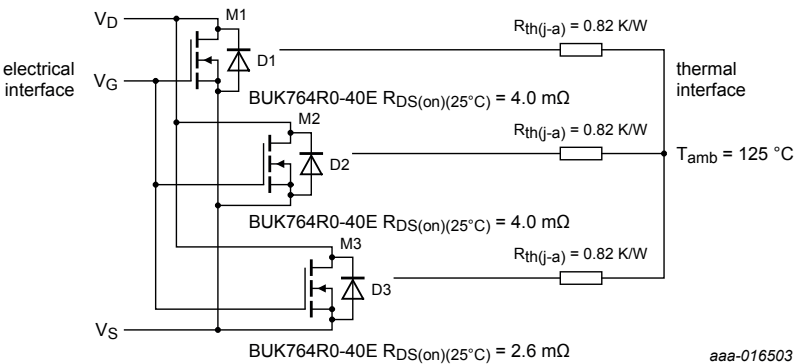 V_D
M1
R_th(j-a) = 0.82 K/W
electrical
interface
D1
thermal
interface
V_G
BUK764R0-40E R_DS(on)(25°C) = 4.0 mΩ
M2
R_th(j-a) = 0.82 K/W
D2
T_amb = 125 °C
BUK764R0-40E R_DS(on)(25°C) = 4.0 mΩ
M3
R_th(j-a) = 0.82 K/W
D3
V_S
BUK764R0-40E R_DS(on)(25°C) = 2.6 mΩ
aaa-016503